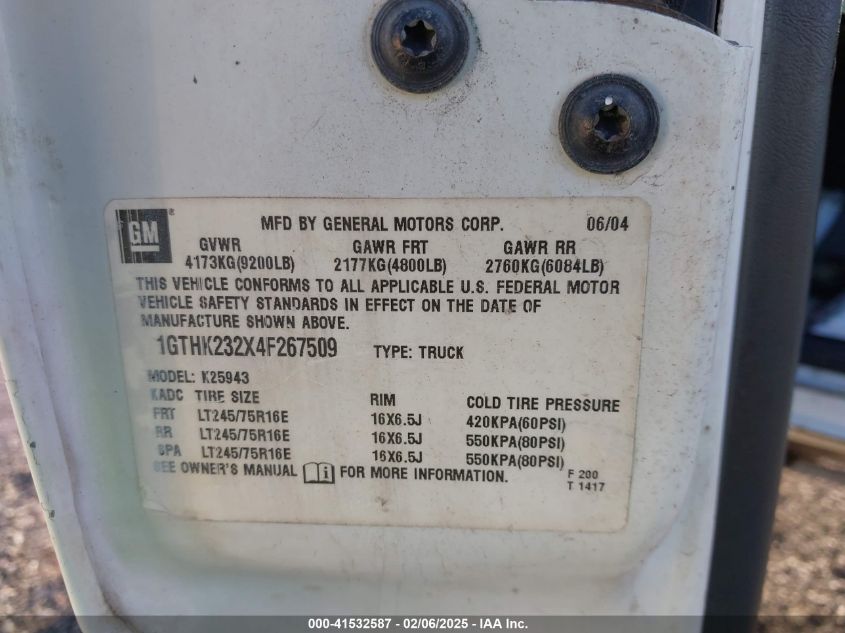 GM
MFD BY GENERAL MOTORS CORP. 06/04
GVWR GAWR FRT GAWR RR
4173KG(9200LB) 2177KG(4800LB) 2760KG(6084LB)
THIS VEHICLE CONFORMS TO ALL APPLICABLE U.S. FEDERAL MOTOR
VEHICLE SAFETY STANDARDS IN EFFECT ON THE DATE OF
MANUFACTURE SHOWN ABOVE.
1GTHK232X4F267509 TYPE: TRUCK
MODEL: K25943
KADC TIRE SIZE RIM COLD TIRE PRESSURE
FRT LT245/75R16E 16X6.5J 420KPA(60PSI)
RR LT245/75R16E 16X6.5J 550KPA(80PSI)
SPA LT245/75R16E 16X6.5J 550KPA(80PSI)
SEE OWNER'S MANUAL i FOR MORE INFORMATION. F 200
T 1417
000-41532587 - 02/06/2025 - © IAA Inc.